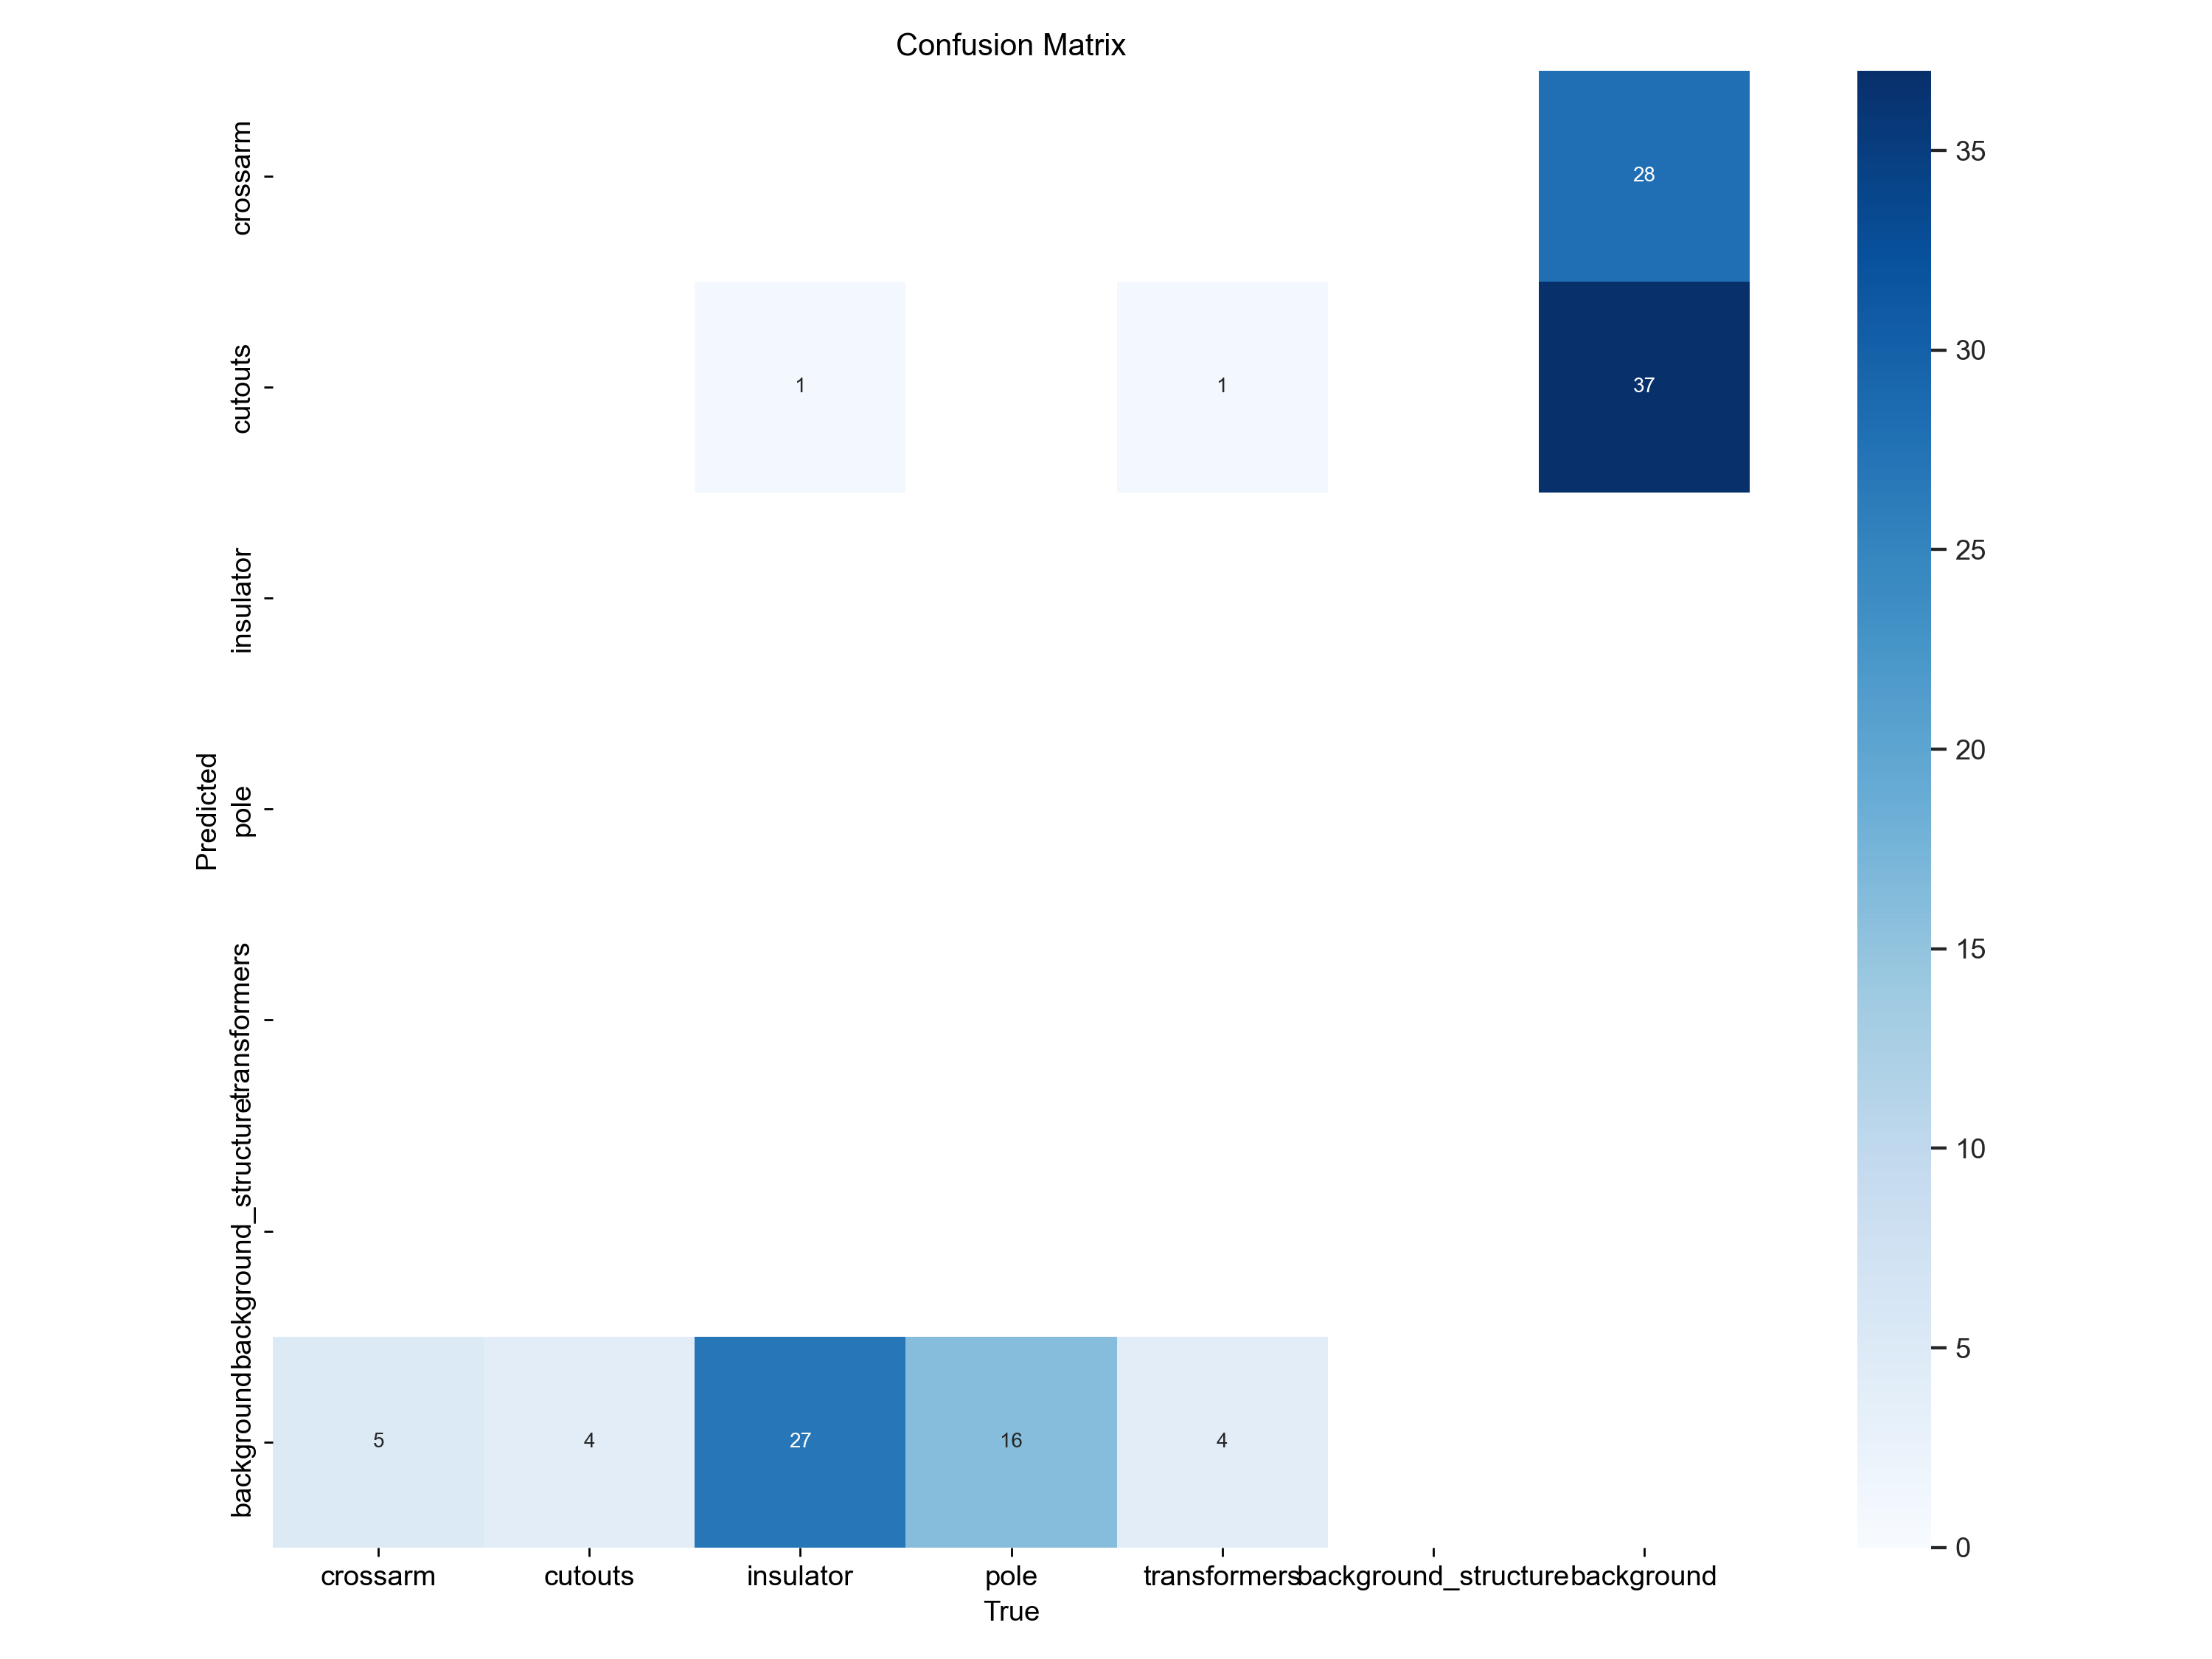 Confusion Matrix
crossarm
28
35
cutouts
1
1
37
30
insulator
25
Predicted
pole
20
transformers
15
background_structure
10
background
5
4
27
16
4
5
0
crossarm
cutouts
insulator
pole
transformers
background_structure
background
True